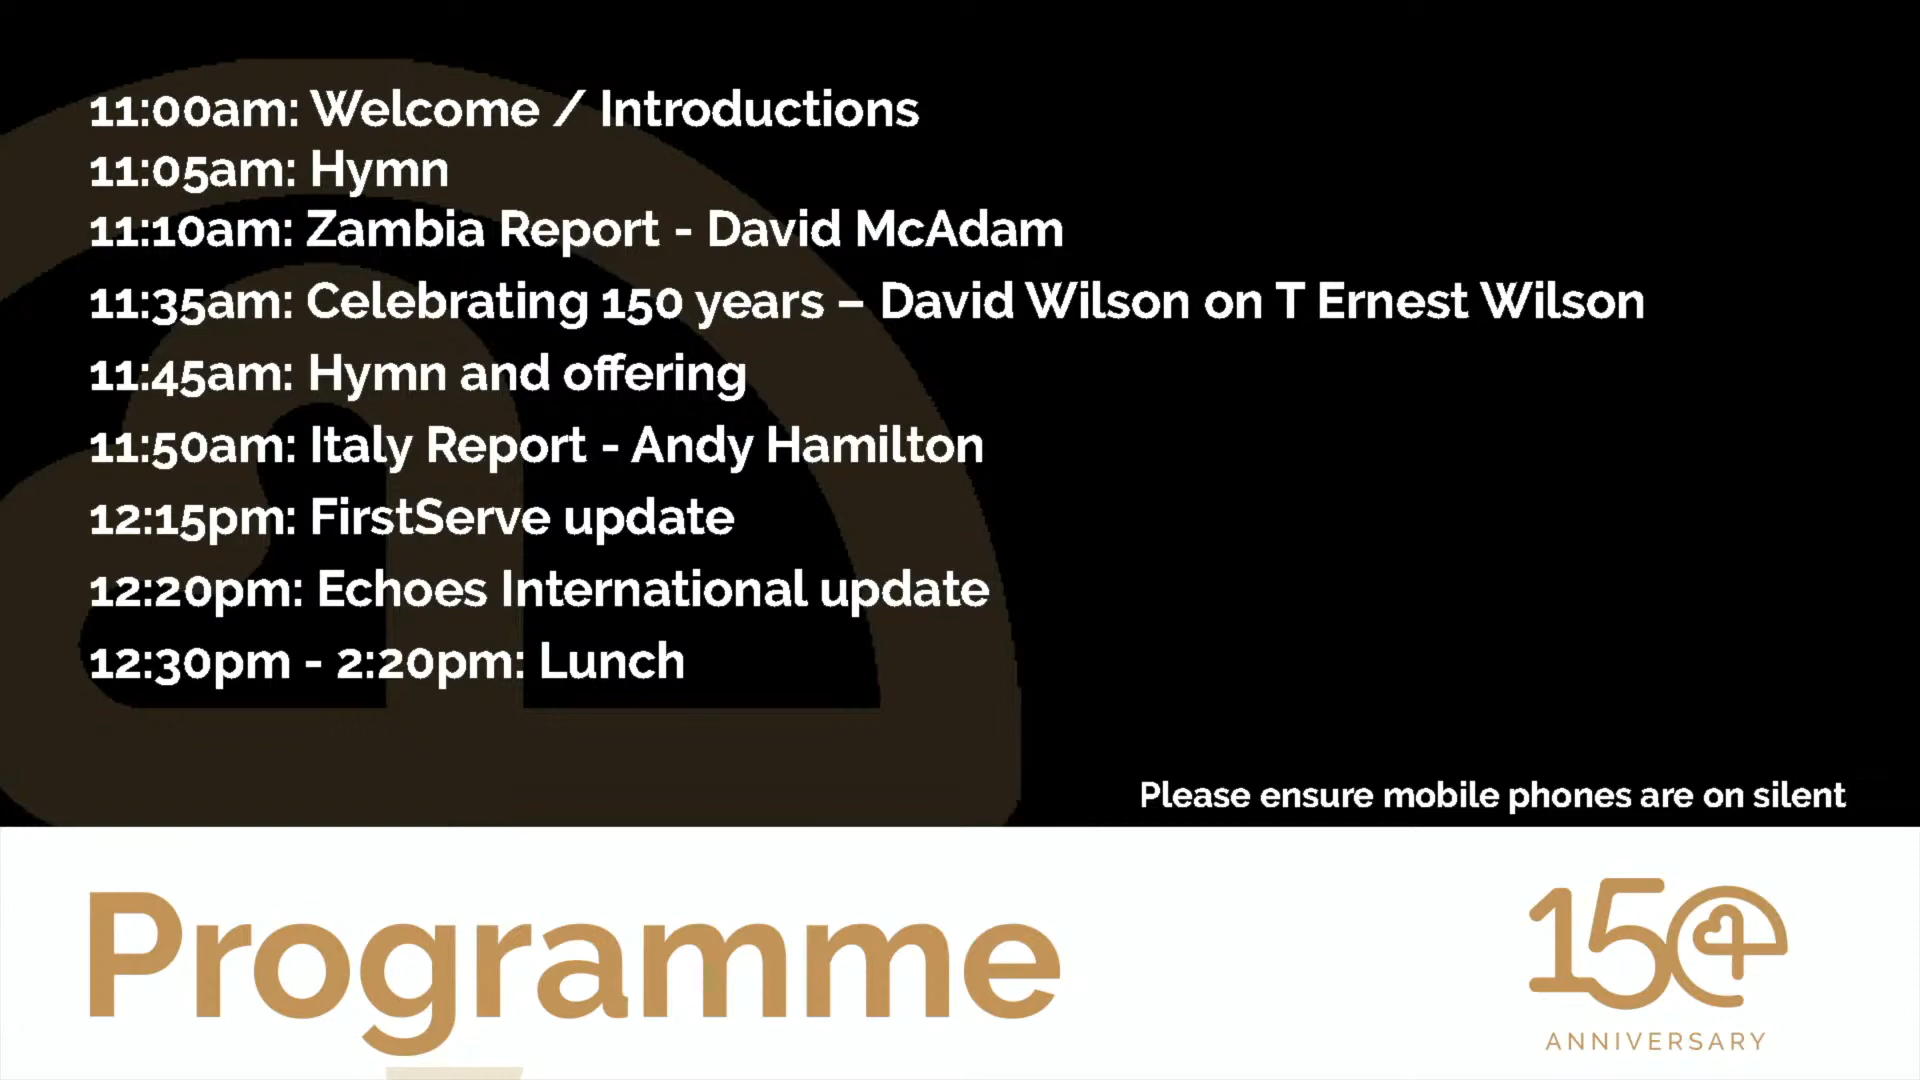 11:00am: Welcome / Introductions
11:05am: Hymn
11:10am: Zambia Report - David McAdam
11:35am: Celebrating 150 years – David Wilson on T Ernest Wilson
11:45am: Hymn and offering
11:50am: Italy Report - Andy Hamilton
12:15pm: FirstServe update
12:20pm: Echoes International update
12:30pm - 2:20pm: Lunch
Please ensure mobile phones are on silent
Programme
150
ANNIVERSARY